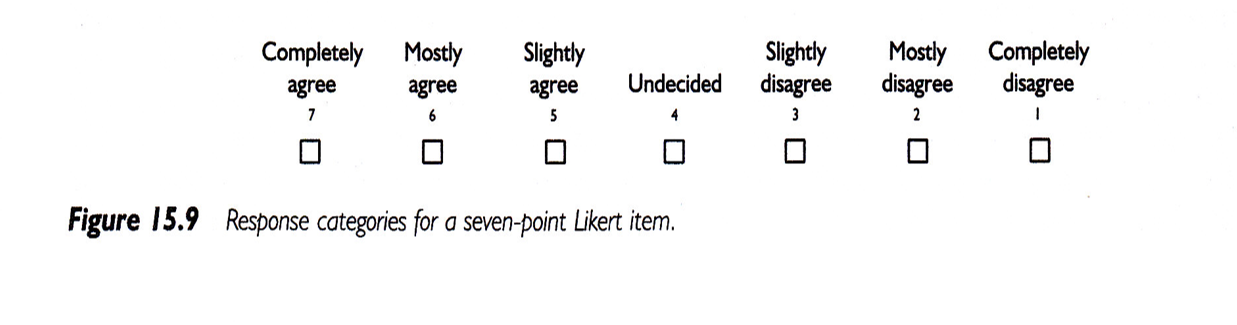 Completely Mostly Slightly Slightly Mostly Completely
agree agree agree Undecided disagree disagree disagree
7 6 5 4 3 2 1
Figure 15.9 Response categories for a seven-point Likert item.